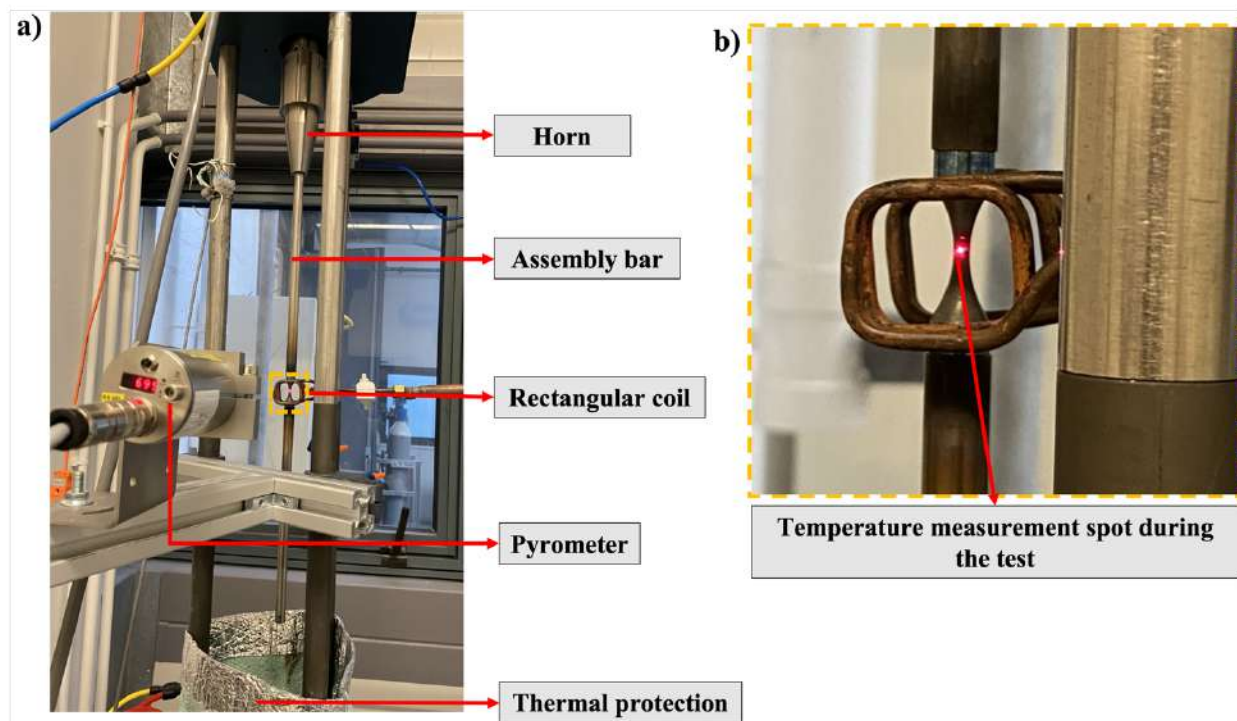 a)
b)
Horn
Assembly bar
Rectangular coil
Pyrometer
Thermal protection
Temperature measurement spot during
the test